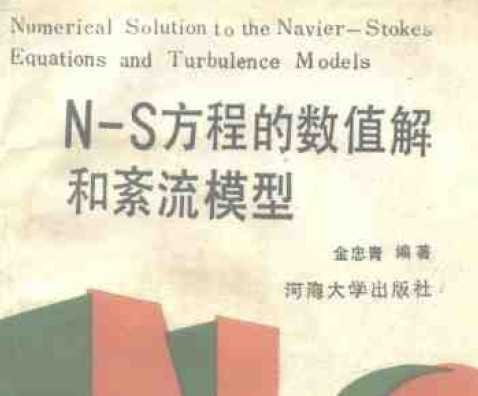 Numerical Solution to the Navier-Stokes
Equations and Turbulence Models
N-S方程的数值解
和紊流模型
金忠青 编著
河海大学出版社